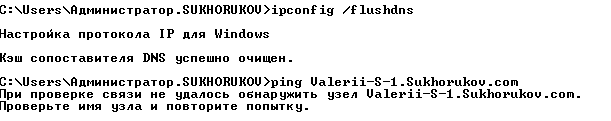 C:\Users\Администратор.SUKHORUKOV>ipconfig /flushdns
Настройка протокола IP для Windows
Кэш сопоставителя DNS успешно очищен.
C:\Users\Администратор.SUKHORUKOV>ping Valerii-S-1.Sukhorukov.com
При проверке связи не удалось обнаружить узел Valerii-S-1.Sukhorukov.com.
Проверьте имя узла и повторите попытку.